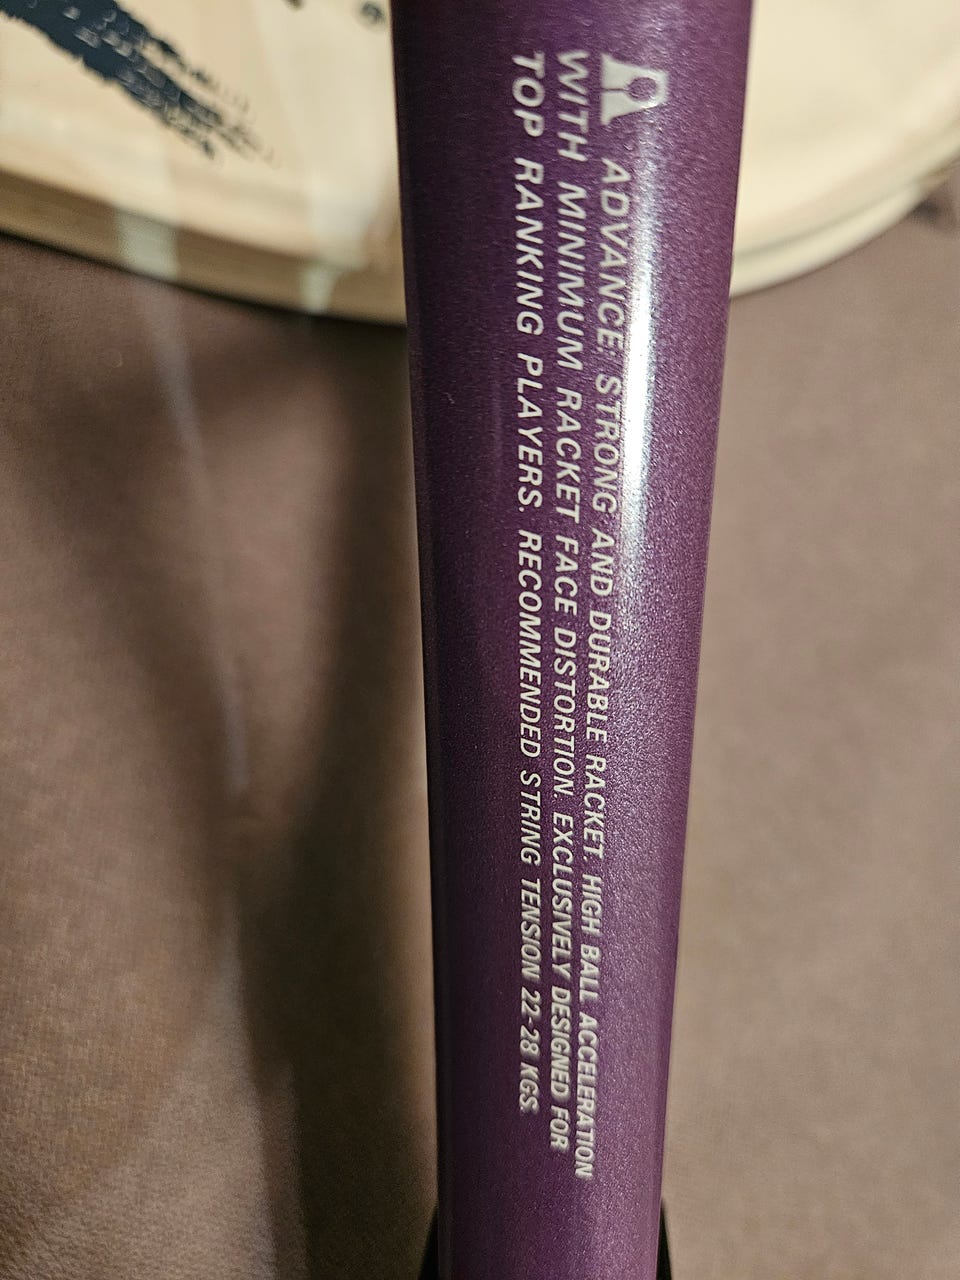 ADVANCE STRONG AND DURABLE RACKET. HIGH BALL ACCELERATION
WITH MINIMUM RACKET FACE DISTORTION. EXCLUSIVELY DESIGNED FOR
TOP RANKING PLAYERS. RECOMMENDED STRING TENSION 22-28 KGS.